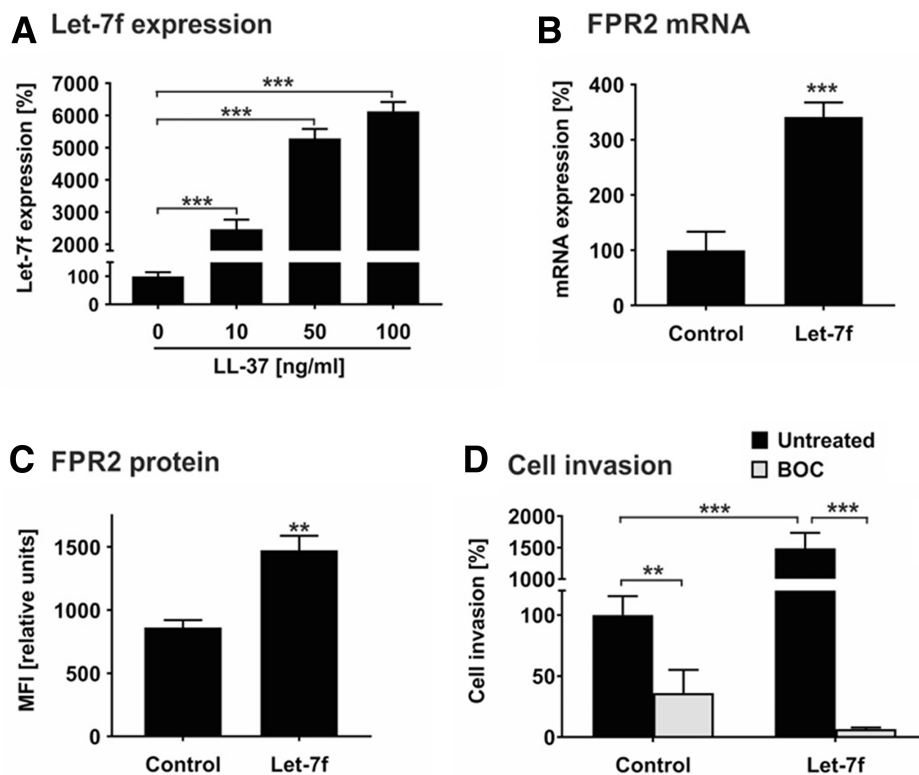 A Let-7f expression
Let-7f expression [%]
7000
6000
5000
4000
3000
2000
100
0
***
***
***
0 10 50 100
LL-37 [ng/ml]
B FPR2 mRNA
mRNA expression [%]
400
300
200
100
0
***
Control Let-7f
C FPR2 protein
MFI [relative units]
1500
1000
500
0
**
Control Let-7f
D Cell invasion
Untreated
BOC
Cell invasion [%]
2000
1500
1000
100
50
0
*** ***
**
Control Let-7f